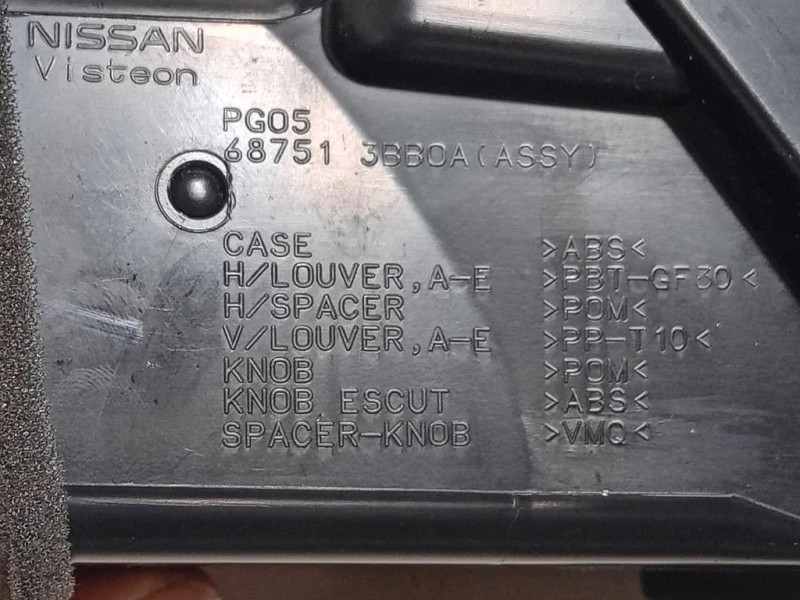 NISSAN
Visteon
PG05
68751 3BB0A(ASSY)
CASE >ABS<
H/LOUVER,A-E >PBT-GF30<
H/SPACER >POM<
V/LOUVER,A-E >PP-T10<
KNOB >POM<
KNOB ESCUT >ABS<
SPACER-KNOB >VMQ<